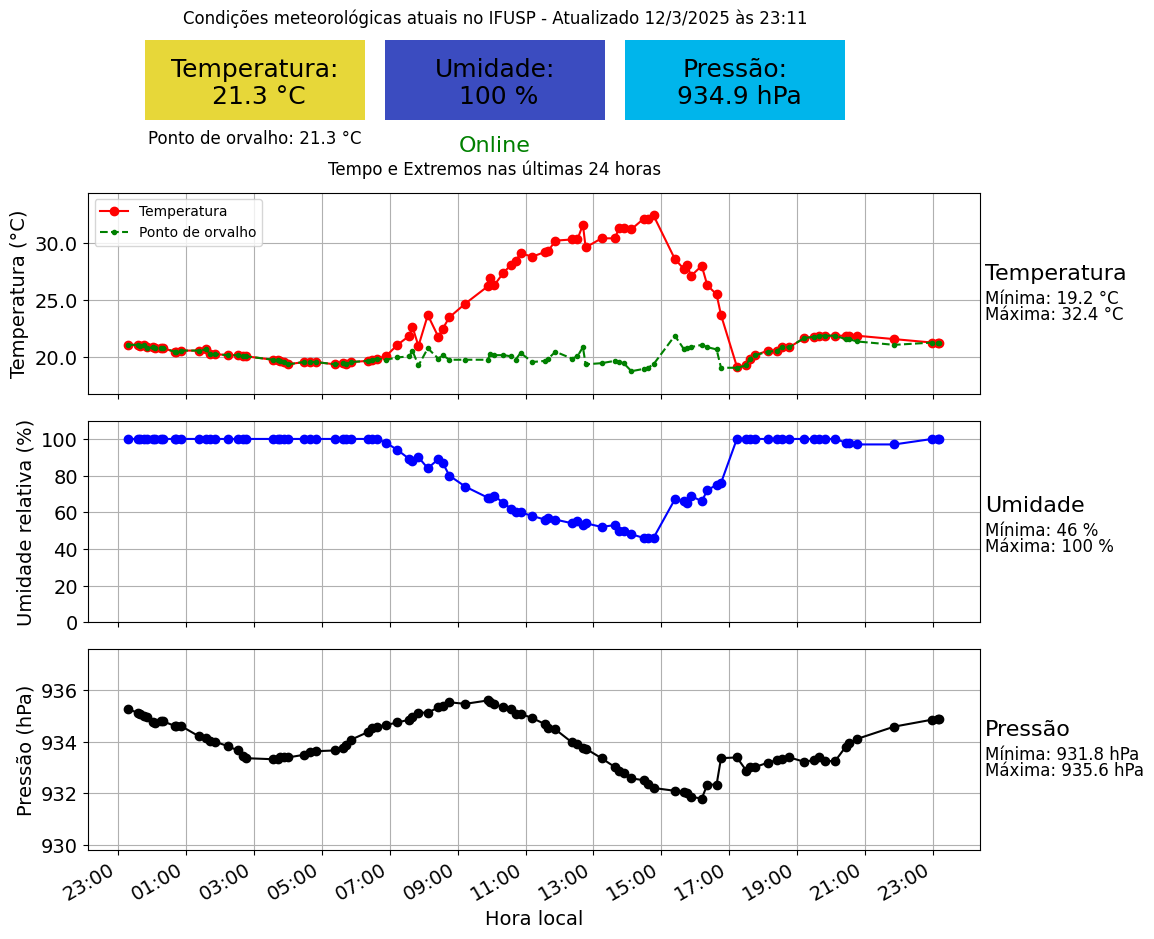 Condições meteorológicas atuais no IFUSP - Atualizado 12/3/2025 às 23:11
Temperatura:
21.3 °C
Umidade:
100 %
Pressão:
934.9 hPa
Ponto de orvalho: 21.3 °C
Online
Tempo e Extremos nas últimas 24 horas
Temperatura (°C)
30.0
25.0
20.0
Temperatura
Ponto de orvalho
Temperatura
Mínima: 19.2 °C
Máxima: 32.4 °C
Umidade relativa (%)
100
80
60
40
20
0
Umidade
Mínima: 46 %
Máxima: 100 %
Pressão (hPa)
936
934
932
930
Pressão
Mínima: 931.8 hPa
Máxima: 935.6 hPa
23:00 01:00 03:00 05:00 07:00 09:00 11:00 13:00 15:00 17:00 19:00 21:00 23:00
Hora local